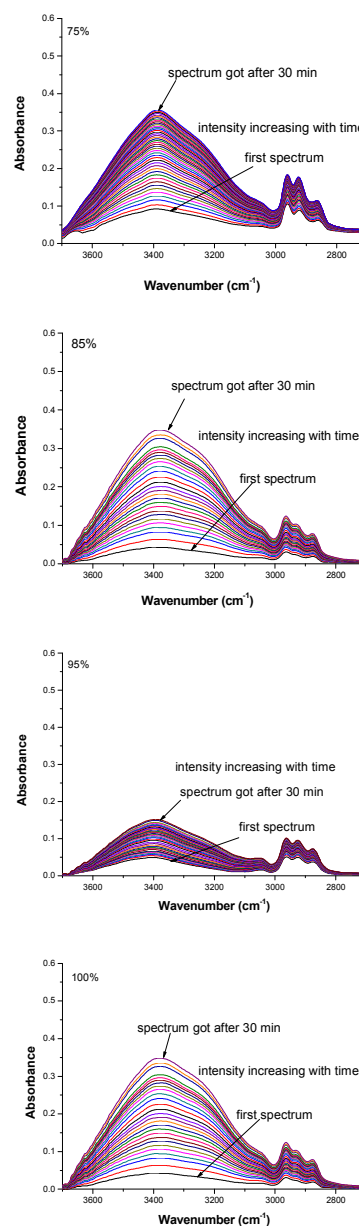 75%
spectrum got after 30 min
intensity increasing with time
first spectrum
Absorbance
0.6
0.5
0.4
0.3
0.2
0.1
0.0
3600 3400 3200 3000 2800
Wavenumber (cm⁻¹)
85%
spectrum got after 30 min
intensity increasing with time
first spectrum
Absorbance
0.6
0.5
0.4
0.3
0.2
0.1
0.0
3600 3400 3200 3000 2800
Wavenumber (cm⁻¹)
95%
intensity increasing with time
spectrum got after 30 min
first spectrum
Absorbance
0.6
0.5
0.4
0.3
0.2
0.1
0.0
3600 3400 3200 3000 2800
Wavenumber (cm⁻¹)
100%
spectrum got after 30 min
intensity increasing with time
first spectrum
Absorbance
0.6
0.5
0.4
0.3
0.2
0.1
0.0
3600 3400 3200 3000 2800
Wavenumber (cm⁻¹)